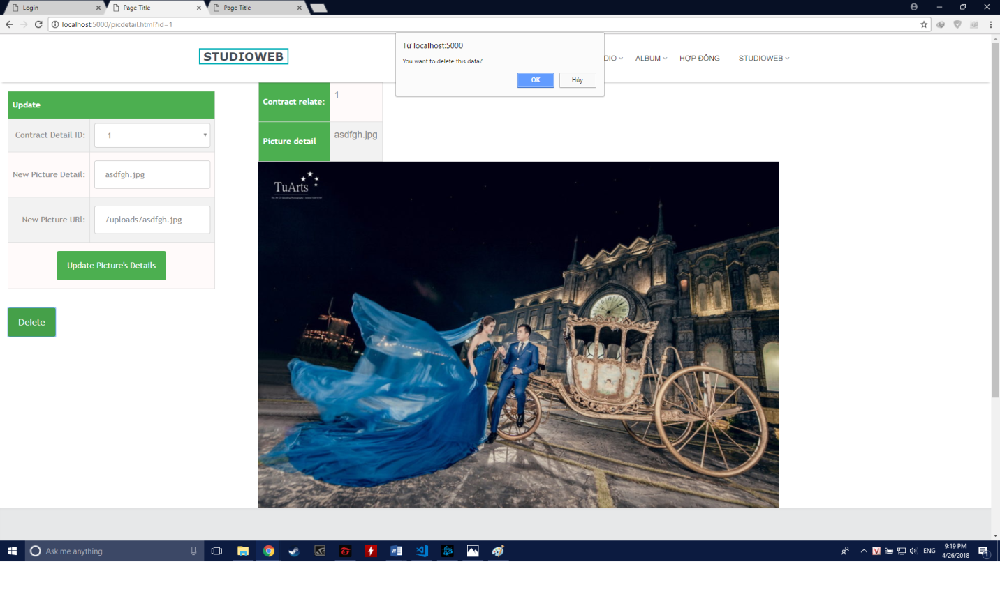 Login
Page Title
Page Title
localhost:5000/picdetail.html?id=1
STUDIOWEB
DIO
ALBUM
HỢP ĐỒNG
STUDIOWEB
Từ localhost:5000
You want to delete this data?
OK
Hủy
Update
Contract Detail ID:
1
New Picture Detail:
asdfgh.jpg
New Picture URl:
/uploads/asdfgh.jpg
Update Picture's Details
Delete
Contract relate:
1
Picture detail
asdfgh.jpg
TuArts
Ask me anything
ENG
9:19 PM
4/26/2018
1